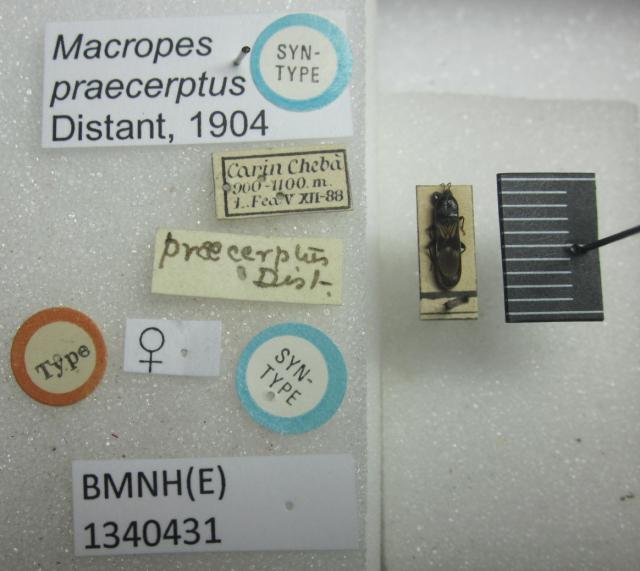 Macropes
praecerptus
Distant, 1904
SYN-
TYPE
Carin Chebà
900-1100. m.
L. Fea V XII-88
praecerptus
Dist.
Type
♀
SYN-
TYPE
BMNH(E)
1340431